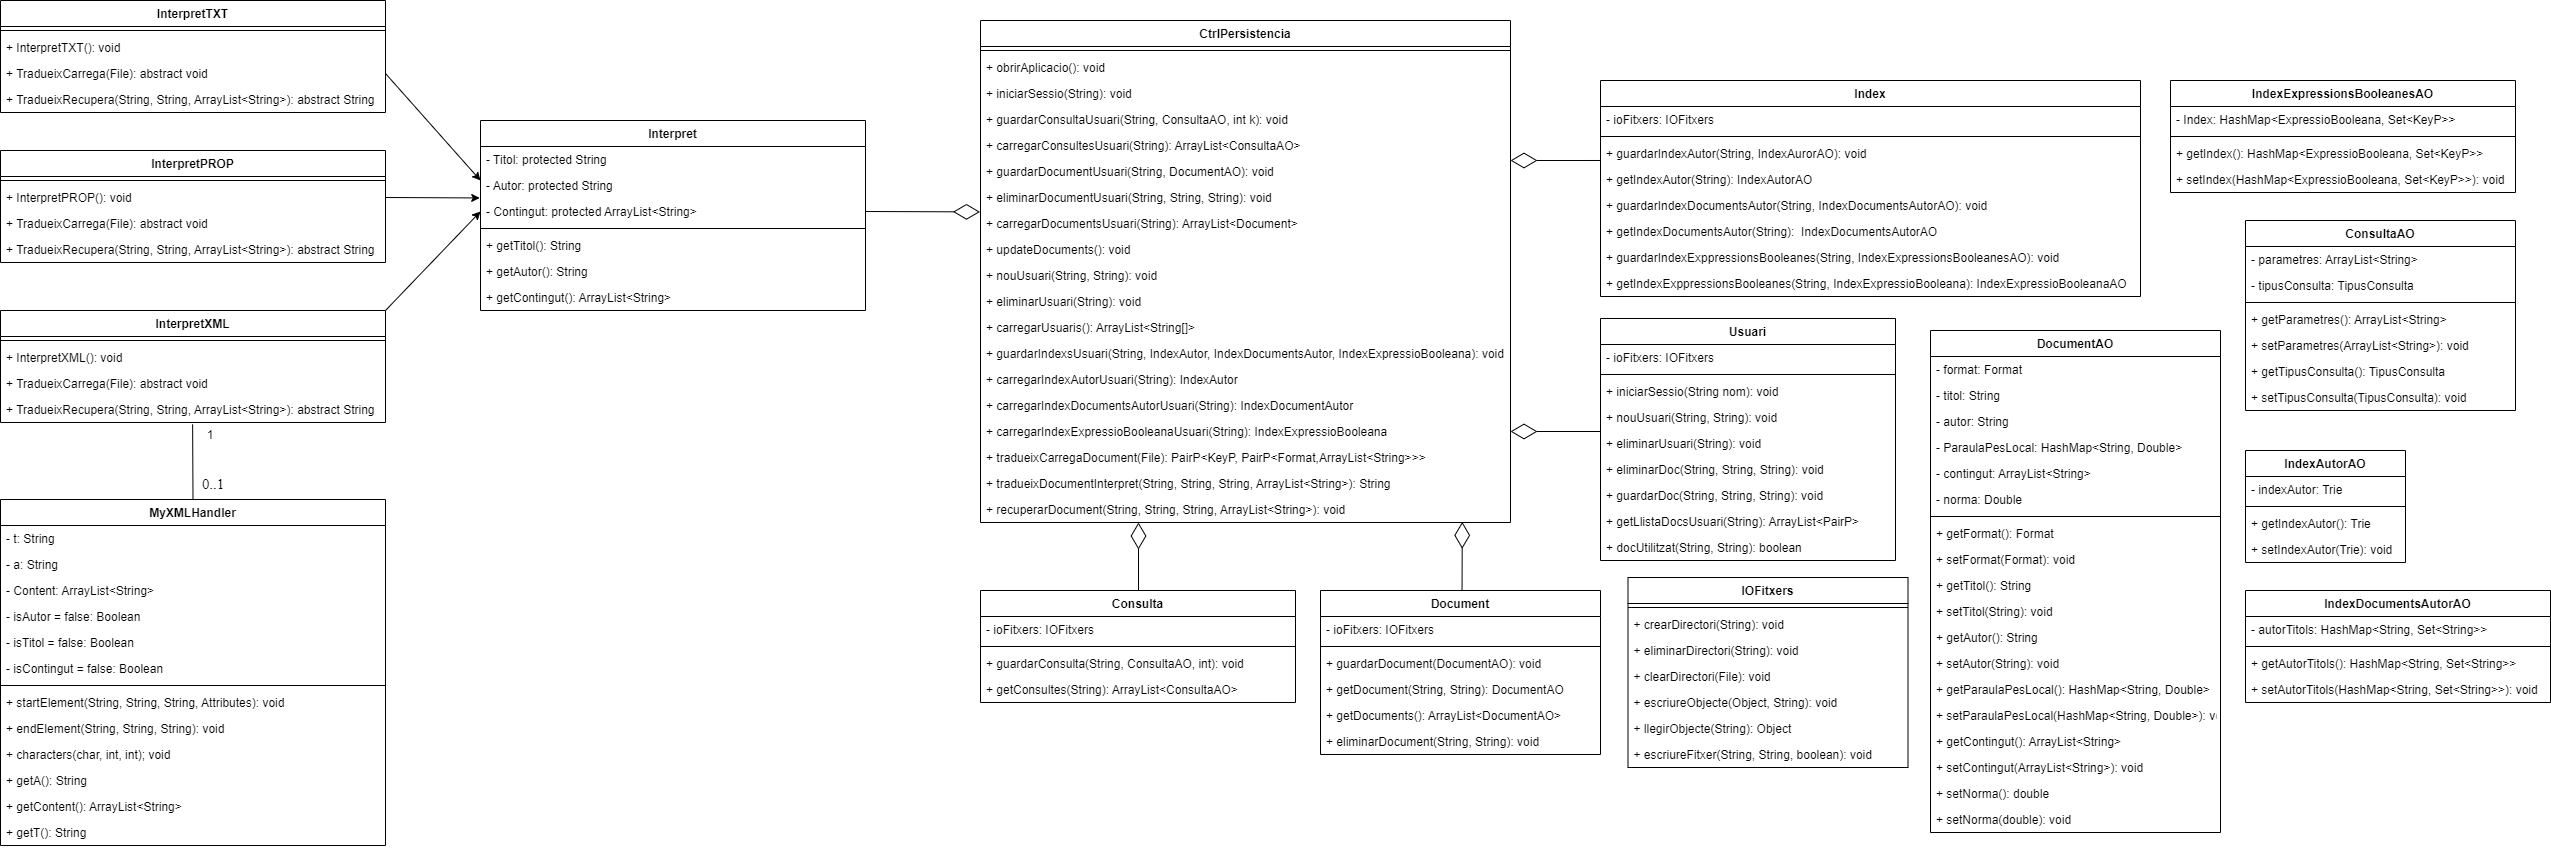 InterpretTXT
+ InterpretTXT(): void
+ TradueixCarrega(File): abstract void
+ TradueixRecupera(String, String, ArrayList<String>): abstract String
InterpretPROP
+ InterpretPROP(): void
+ TradueixCarrega(File): abstract void
+ TradueixRecupera(String, String, ArrayList<String>): abstract String
InterpretXML
+ InterpretXML(): void
+ TradueixCarrega(File): abstract void
+ TradueixRecupera(String, String, ArrayList<String>): abstract String
1
0..1
MyXMLHandler
- t: String
- a: String
- Content: ArrayList<String>
- isAutor = false: Boolean
- isTitol = false: Boolean
- isContingut = false: Boolean
+ startElement(String, String, String, Attributes): void
+ endElement(String, String, String): void
+ characters(char, int, int); void
+ getA(): String
+ getContent(): ArrayList<String>
+ getT(): String
Interpret
- Titol: protected String
- Autor: protected String
- Contingut: protected ArrayList<String>
+ getTitol(): String
+ getAutor(): String
+ getContingut(): ArrayList<String>
CtrlPersistencia
+ obrirAplicacio(): void
+ iniciarSessio(String): void
+ guardarConsultaUsuari(String, ConsultaAO, int k): void
+ carregarConsultesUsuari(String): ArrayList<ConsultaAO>
+ guardarDocumentUsuari(String, DocumentAO): void
+ eliminarDocumentUsuari(String, String, String): void
+ carregarDocumentsUsuari(String): ArrayList<Document>
+ updateDocuments(): void
+ nouUsuari(String, String): void
+ eliminarUsuari(String): void
+ carregarUsuaris(): ArrayList<String[]>
+ guardarIndexsUsuari(String, IndexAutor, IndexDocumentsAutor, IndexExpressioBooleana): void
+ carregarIndexAutorUsuari(String): IndexAutor
+ carregarIndexDocumentsAutorUsuari(String): IndexDocumentAutor
+ carregarIndexExpressioBooleanaUsuari(String): IndexExpressioBooleana
+ tradueixCarregaDocument(File): PairP<KeyP, PairP<Format,ArrayList<String>>>
+ tradueixDocumentInterpret(String, String, String, ArrayList<String>): String
+ recuperarDocument(String, String, String, ArrayList<String>): void
Consulta
- ioFitxers: IOFitxers
+ guardarConsulta(String, ConsultaAO, int): void
+ getConsultes(String): ArrayList<ConsultaAO>
Document
- ioFitxers: IOFitxers
+ guardarDocument(DocumentAO): void
+ getDocument(String, String): DocumentAO
+ getDocuments(): ArrayList<DocumentAO>
+ eliminarDocument(String, String): void
Index
- ioFitxers: IOFitxers
+ guardarIndexAutor(String, IndexAurorAO): void
+ getIndexAutor(String): IndexAutorAO
+ guardarIndexDocumentsAutor(String, IndexDocumentsAutorAO): void
+ getIndexDocumentsAutor(String):  IndexDocumentsAutorAO
+ guardarIndexExppressionsBooleanes(String, IndexExpressionsBooleanesAO): void
+ getIndexExppressionsBooleanes(String, IndexExpressioBooleana): IndexExpressioBooleanaAO
Usuari
- ioFitxers: IOFitxers
+ iniciarSessio(String nom): void
+ nouUsuari(String, String): void
+ eliminarUsuari(String): void
+ eliminarDoc(String, String, String): void
+ guardarDoc(String, String, String): void
+ getLlistaDocsUsuari(String): ArrayList<PairP>
+ docUtilitzat(String, String): boolean
IOFitxers
+ crearDirectori(String): void
+ eliminarDirectori(String): void
+ clearDirectori(File): void
+ escriureObjecte(Object, String): void
+ llegirObjecte(String): Object
+ escriureFitxer(String, String, boolean): void
DocumentAO
- format: Format
- titol: String
- autor: String
- ParaulaPesLocal: HashMap<String, Double>
- contingut: ArrayList<String>
- norma: Double
+ getFormat(): Format
+ setFormat(Format): void
+ getTitol(): String
+ setTitol(String): void
+ getAutor(): String
+ setAutor(String): void
+ getParaulaPesLocal(): HashMap<String, Double>
+ setParaulaPesLocal(HashMap<String, Double>):
+ getContingut(): ArrayList<String>
+ setContingut(ArrayList<String>): void
+ setNorma(): double
+ setNorma(double): void
IndexExpressionsBooleanesAO
- Index: HashMap<ExpressioBooleana, Set<KeyP>>
+ getIndex(): HashMap<ExpressioBooleana, Set<KeyP>>
+ setIndex(HashMap<ExpressioBooleana, Set<KeyP>>): void
ConsultaAO
- parametres: ArrayList<String>
- tipusConsulta: TipusConsulta
+ getParametres(): ArrayList<String>
+ setParametres(ArrayList<String>): void
+ getTipusConsulta(): TipusConsulta
+ setTipusConsulta(TipusConsulta): void
IndexAutorAO
- indexAutor: Trie
+ getIndexAutor(): Trie
+ setIndexAutor(Trie): void
IndexDocumentsAutorAO
- autorTitols: HashMap<String, Set<String>>
+ getAutorTitols(): HashMap<String, Set<String>>
+ setAutorTitols(HashMap<String, Set<String>>): void